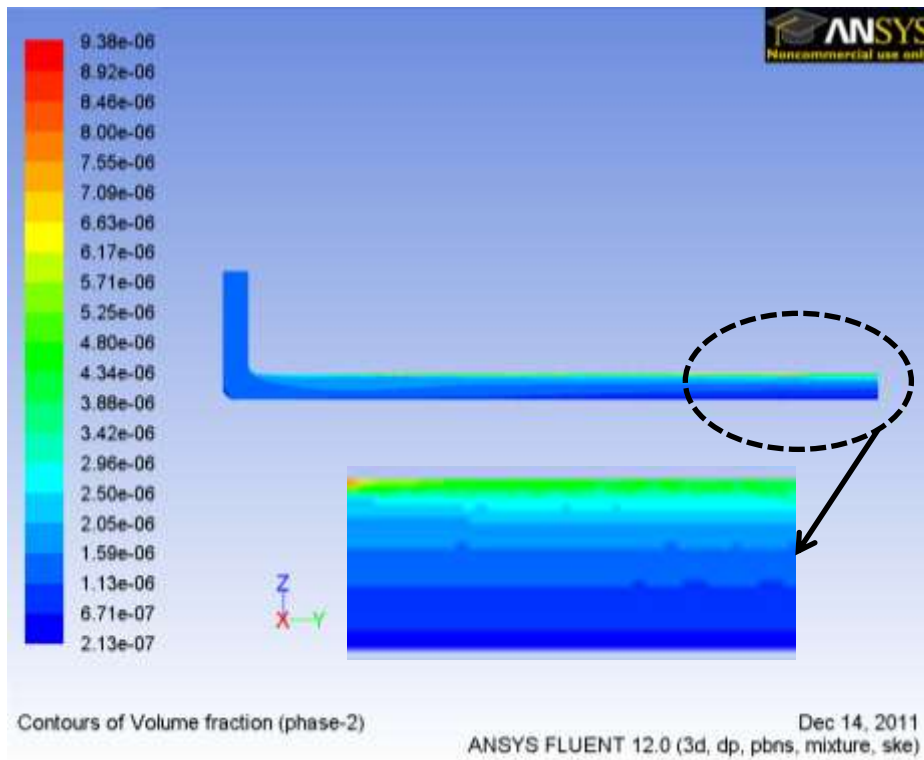 ANSYS
Noncommercial use only
9.38e-06
8.92e-06
8.46e-06
8.00e-06
7.55e-06
7.09e-06
6.63e-06
6.17e-06
5.71e-06
5.25e-06
4.80e-06
4.34e-06
3.88e-06
3.42e-06
2.96e-06
2.50e-06
2.05e-06
1.59e-06
1.13e-06
6.71e-07
2.13e-07
Z
X Y
Contours of Volume fraction (phase-2)
Dec 14, 2011
ANSYS FLUENT 12.0 (3d, dp, pbns, mixture, ske)